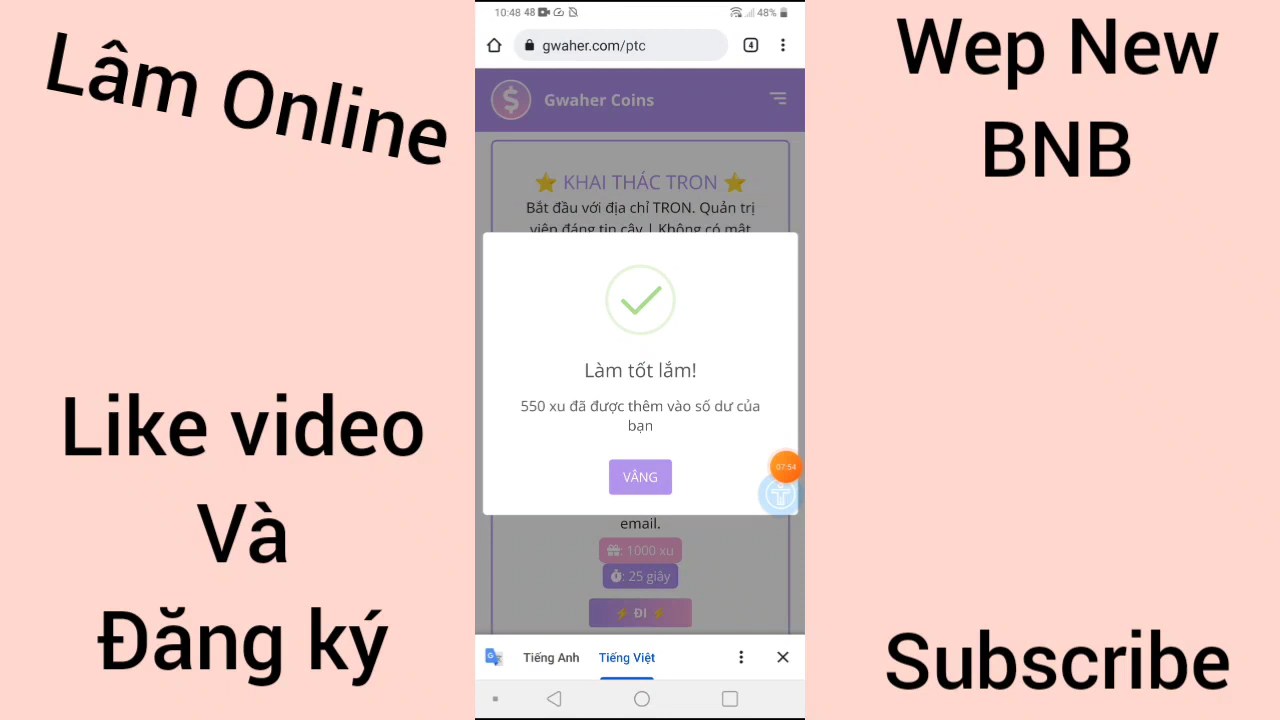 Lâm Online
Like video
Và
Đăng ký
10:48 48
48%
gwaher.com/ptc
4
Gwaher Coins
KHAI THÁC TRON
Bắt đầu với địa chỉ TRON. Quản trị
viên đáng tin cậy | Không có mật
Làm tốt lắm!
550 xu đã được thêm vào số dư của
bạn
VÂNG
07:54
email.
: 1000 xu
: 25 giây
⚡ ĐI ⚡
Tiếng Anh
Tiếng Việt
Wep New
BNB
Subscribe